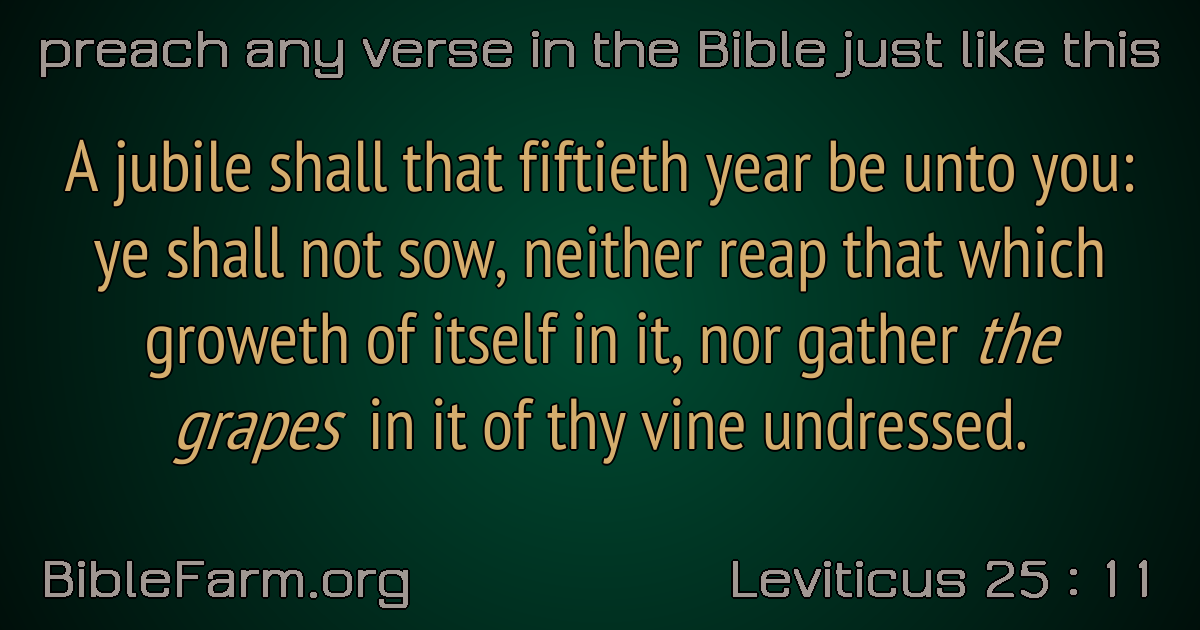 preach any verse in the Bible just like this
A jubile shall that fiftieth year be unto you:
ye shall not sow, neither reap that which
groweth of itself in it, nor gather the
grapes in it of thy vine undressed.
BibleFarm.org
Leviticus 25 : 11